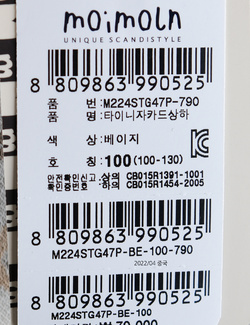 moimoln
UNIQUE SCANDISTYLE
8 809863 990525
품 번:M224STG47P-790
품 명:타이니자카드상하
색 상:베이지
호 칭:100(100-130)
안전확인신고.상의 CB015R1391-1001
확인증번호 하의 CB015R1454-2005
8 809863 990525
M224STG47P-BE-100-790
2022/04 중국
8 809863 990525
M224STG47P-BE-100